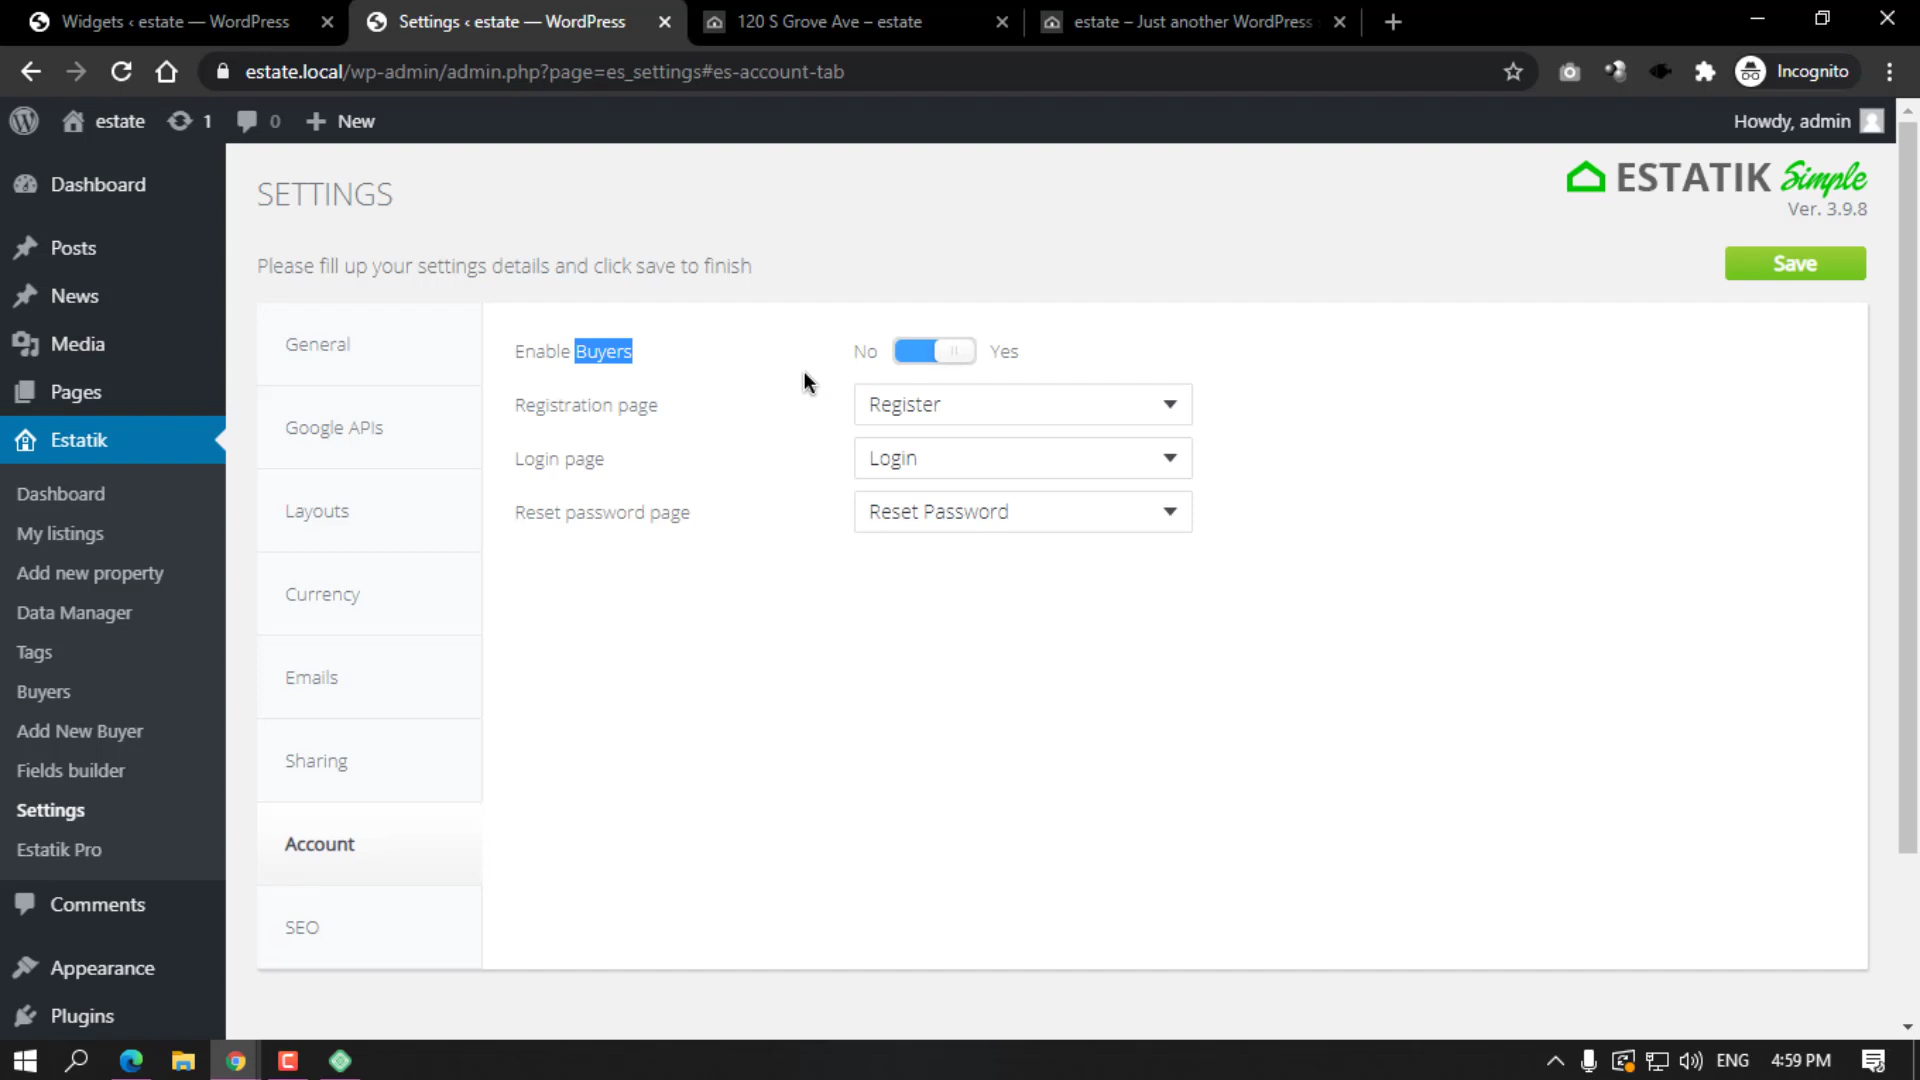 Widgets ‹ estate — WordPress
Settings ‹ estate — WordPress
120 S Grove Ave – estate
estate – Just another WordPress
estate.local/wp-admin/admin.php?page=es_settings#es-account-tab
Incognito
estate
1
0
New
Howdy, admin
Dashboard
Posts
News
Media
Pages
Estatik
Dashboard
My listings
Add new property
Data Manager
Tags
Buyers
Add New Buyer
Fields builder
Settings
Estatik Pro
Comments
Appearance
Plugins
SETTINGS
ESTATIK Simple
Ver. 3.9.8
Please fill up your settings details and click save to finish
Save
General
Google APIs
Layouts
Currency
Emails
Sharing
Account
SEO
Enable Buyers
No
Yes
Registration page
Register
Login page
Login
Reset password page
Reset Password
ENG
4:59 PM